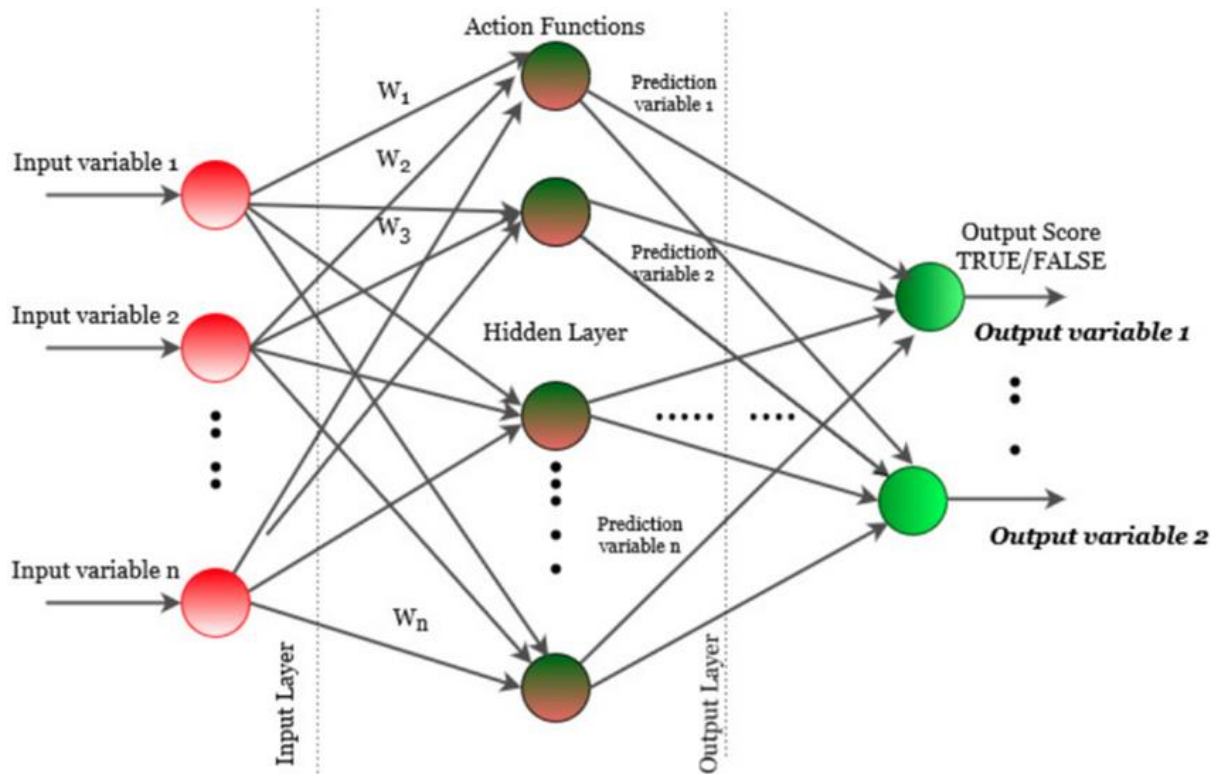 Action Functions
W1
Prediction
variable 1
Input variable 1
W2
W3
Prediction
variable 2
Output Score
TRUE/FALSE
Input variable 2
Hidden Layer
Output variable 1
Prediction
variable n
Output variable 2
Input variable n
Wn
Input Layer
Output Layer